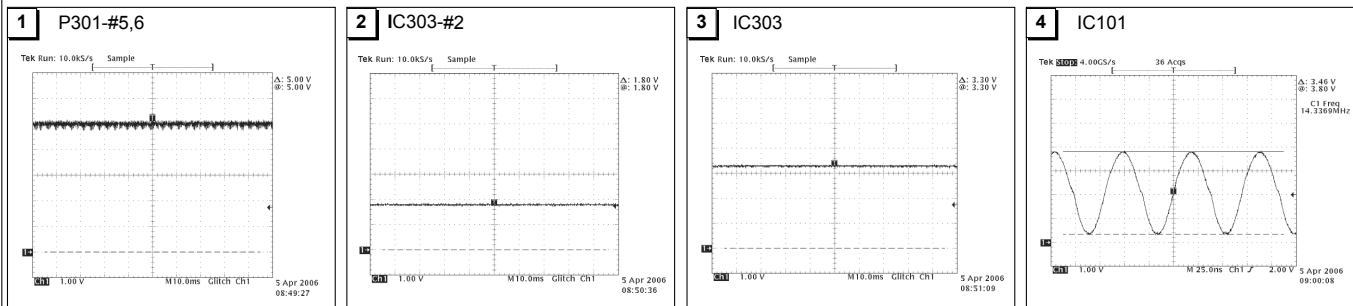 1 P301-#5,6
Tek Run: 10.0kS/s Sample
Δ: 5.00 V
@: 5.00 V
T
1
Ch1 1.00 V M10.0ms Glitch Ch1
5 Apr 2006
08:49:27
2 IC303-#2
Tek Run: 10.0kS/s Sample
Δ: 1.80 V
@: 1.80 V
T
1
Ch1 1.00 V M10.0ms Glitch Ch1
5 Apr 2006
08:50:36
3 IC303
Tek Run: 10.0kS/s Sample
Δ: 3.30 V
@: 3.30 V
T
1
Ch1 1.00 V M10.0ms Glitch Ch1
5 Apr 2006
08:51:09
4 IC101
Tek Stop: 4.00GS/s 36 Acqs
Δ: 3.46 V
@: 3.80 V
C1 Freq
14.3369MHz
T
1
Ch1 1.00 V M 25.0ns Ch1 2.00 V
5 Apr 2006
09:00:08